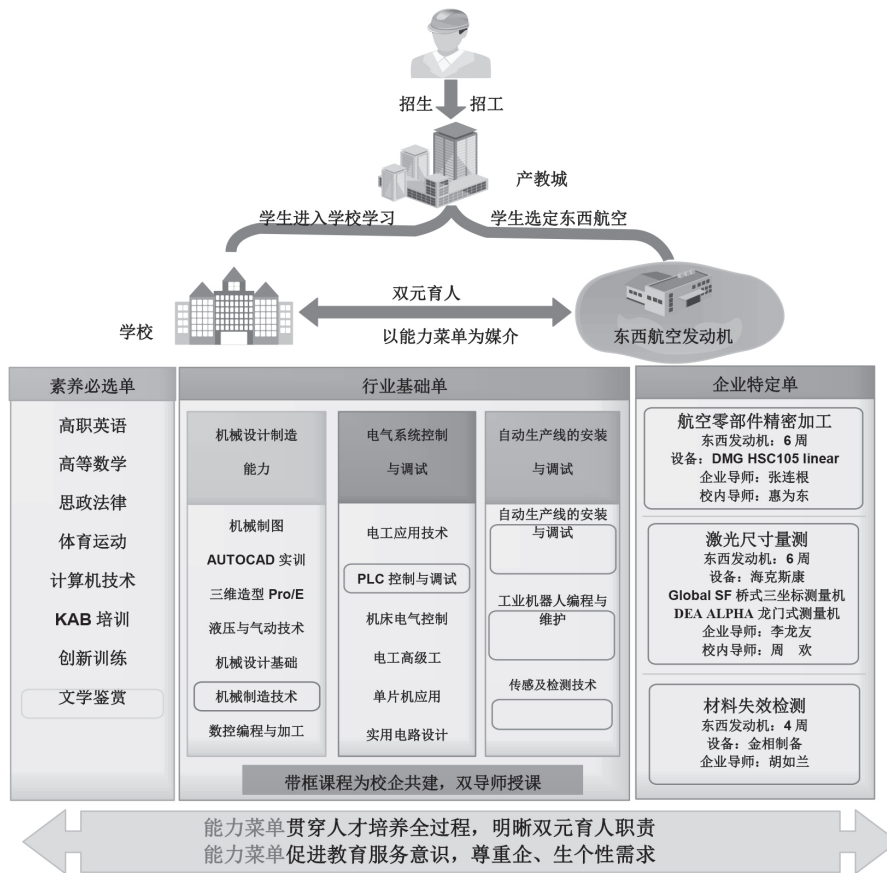 招生 招工
产教城
学生进入学校学习
学生选定东西航空
双元育人
以能力菜单为媒介
学校
东西航空发动机
素养必选单
高职英语
高等数学
思政法律
体育运动
计算机技术
KAB 培训
创新训练
文学鉴赏
行业基础单
机械设计制造
能力
机械制图
AUTOCAD 实训
三维造型 Pro/E
液压与气动技术
机械设计基础
机械制造技术
数控编程与加工
电气系统控制
与调试
电工应用技术
PLC 控制与调试
机床电气控制
电工高级工
单片机应用
实用电路设计
自动生产线的安装
与调试
自动生产线的安装
与调试
工业机器人编程与
维护
传感及检测技术
带框课程为校企共建，双导师授课
企业特定单
航空零部件精密加工
东西发动机：6 周
设备：DMG HSC105 linear
企业导师：张连根
校内导师：惠为东
激光尺寸量测
东西发动机：6 周
设备：海克斯康
Global SF 桥式三坐标测量机
DEA ALPHA 龙门式测量机
企业导师：李龙友
校内导师：周　欢
材料失效检测
东西发动机：4 周
设备：金相制备
企业导师：胡如兰
能力菜单贯穿人才培养全过程，明晰双元育人职责
能力菜单促进教育服务意识，尊重企、生个性需求